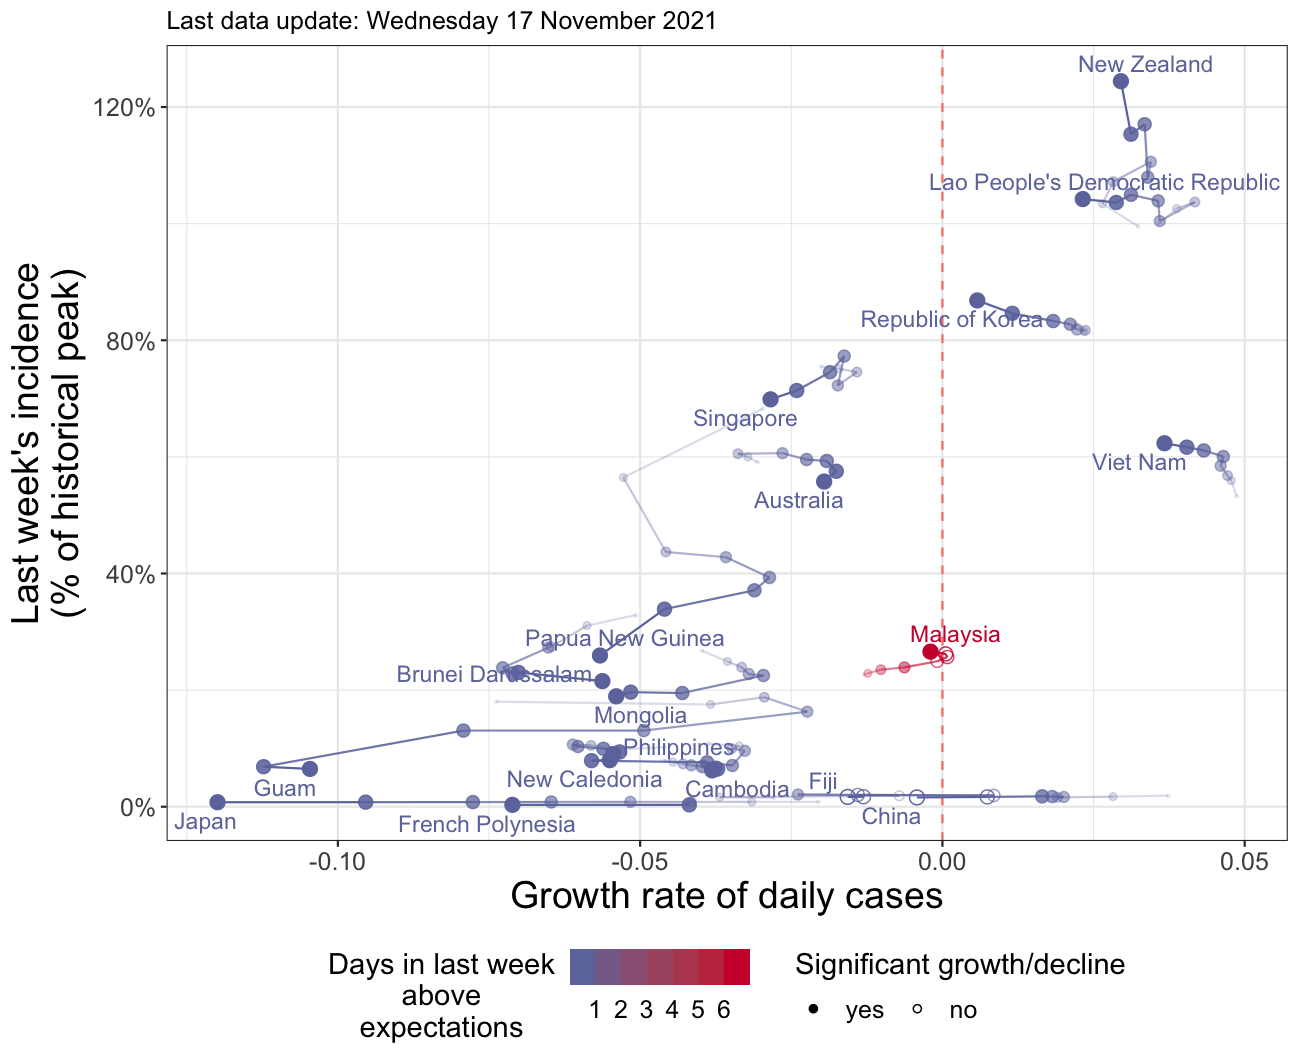 Last data update: Wednesday 17 November 2021
New Zealand
120%
Lao People's Democratic Republic
Last week's incidence
(% of historical peak)
Republic of Korea
80%
Singapore
Viet Nam
Australia
40%
Malaysia
Papua New Guinea
Brunei Darussalam
Mongolia
Philippines
New Caledonia
Guam
Cambodia
Fiji
0%
China
Japan
French Polynesia
-0.10 -0.05 0.00 0.05
Growth rate of daily cases
Days in last week
above
expectations
1 2 3 4 5 6
Significant growth/decline
yes no